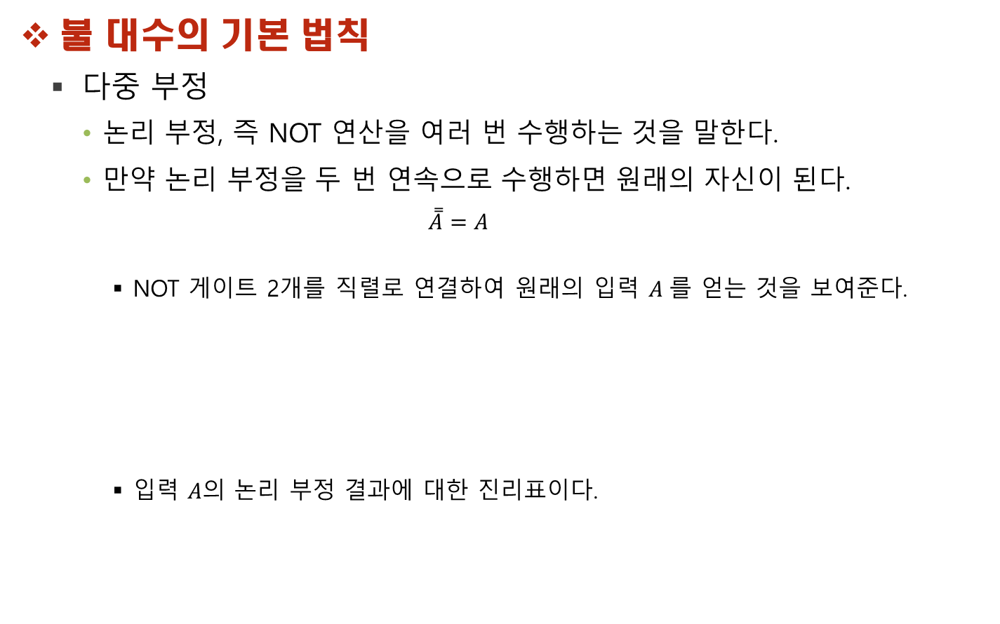 ❖ 불 대수의 기본 법칙
▪ 다중 부정
• 논리 부정, 즉 NOT 연산을 여러 번 수행하는 것을 말한다.
• 만약 논리 부정을 두 번 연속으로 수행하면 원래의 자신이 된다.
A̿ = A
▪ NOT 게이트 2개를 직렬로 연결하여 원래의 입력 A 를 얻는 것을 보여준다.
▪ 입력 A의 논리 부정 결과에 대한 진리표이다.